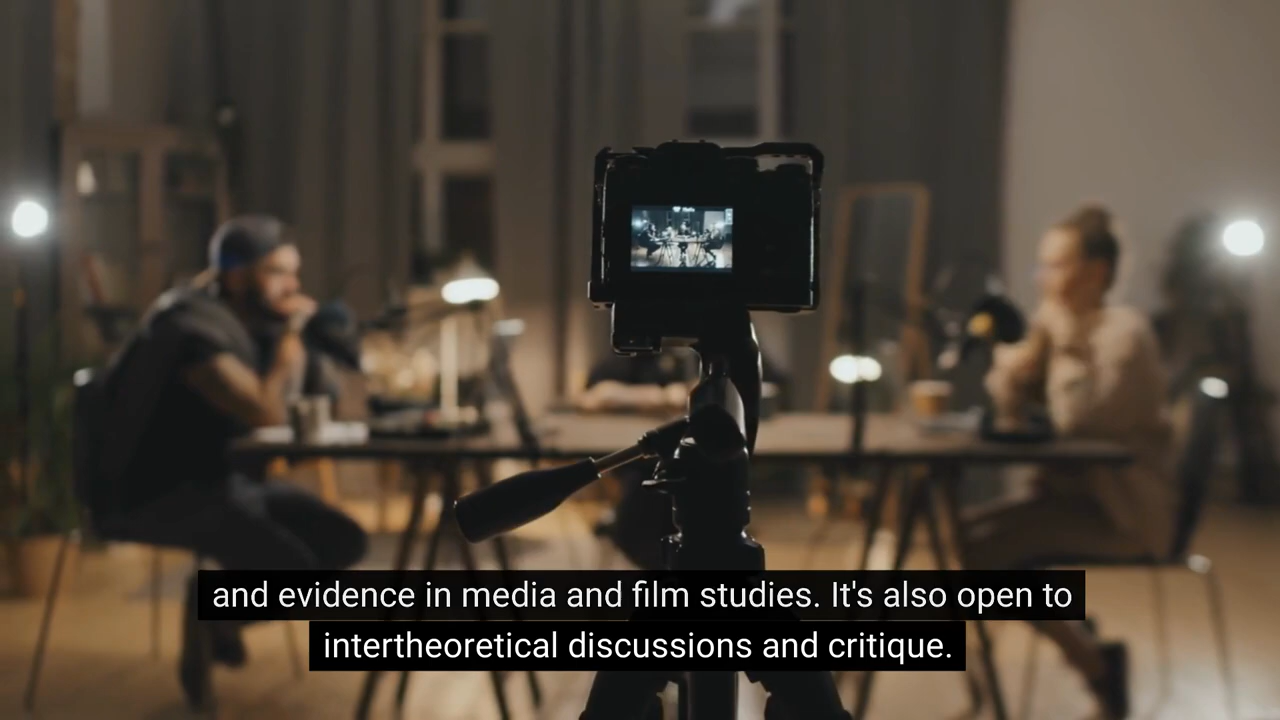 and evidence in media and film studies. It's also open to
intertheoretical discussions and critique.